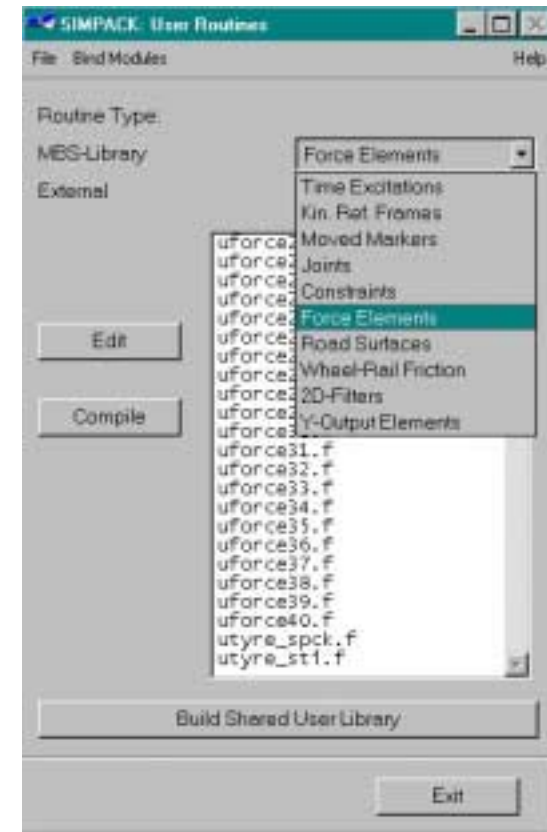 SIMPACK: User Routines
File Bind Modules Help
Routine Type:
MBS-Library Force Elements
External
Time Excitations
Kin. Ref. Frames
Moved Markers
Joints
Constraints
Force Elements
Road Surfaces
Wheel-Rail Friction
2D-Filters
Y-Output Elements
Edit
Compile
uforce31.f
uforce32.f
uforce33.f
uforce34.f
uforce35.f
uforce36.f
uforce37.f
uforce38.f
uforce39.f
uforce40.f
utyre_spck.f
utyre_st1.f
Build Shared User Library
Exit